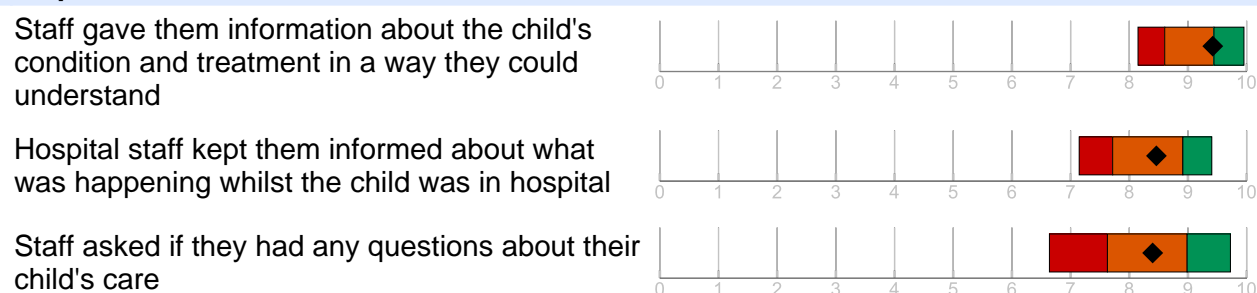 Staff gave them information about the child's
condition and treatment in a way they could
understand
0 1 2 3 4 5 6 7 8 9 10
Hospital staff kept them informed about what
was happening whilst the child was in hospital
0 1 2 3 4 5 6 7 8 9 10
Staff asked if they had any questions about their
child's care
0 1 2 3 4 5 6 7 8 9 10